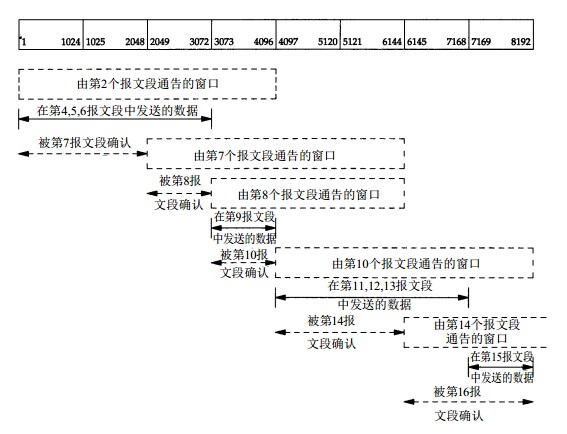 1 1024 1025 2048 2049 3072 3073 4096 4097 5120 5121 6144 6145 7168 7169 8192
由第2个报文段通告的窗口
在第4,5,6报文段中发送的数据
被第7报文段确认
由第7个报文段通告的窗口
被第8报
文段确认
由第8个报文段通告的窗口
在第9报文段
中发送的数据
被第10报
文段确认
由第10个报文段通告的窗口
在第11,12,13报文段
中发送的数据
被第14报
文段确认
由第14个报文段
通告的窗口
在第15报文段
中发送的数据
被第16报
文段确认